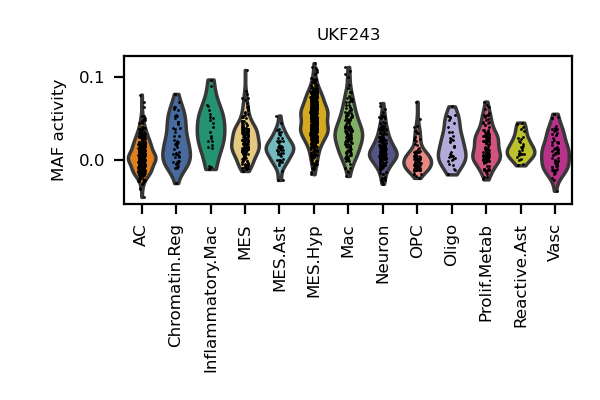 UKF243
MAF activity
0.1
0.0
AC
Chromatin.Reg
Inflammatory.Mac
MES
MES.Ast
MES.Hyp
Mac
Neuron
OPC
Oligo
Prolif.Metab
Reactive.Ast
Vasc